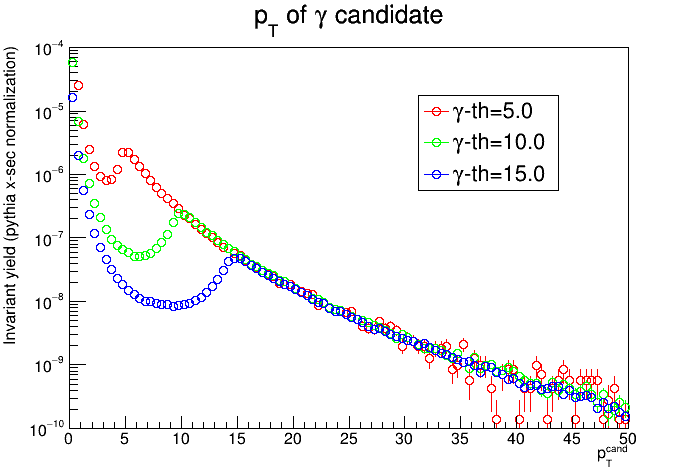 p_T of γ candidate
Invariant yield (pythia x-sec normalization)
10^−4
10^−5
10^−6
10^−7
10^−8
10^−9
10^−10
γ-th=5.0
γ-th=10.0
γ-th=15.0
0 5 10 15 20 25 30 35 40 45 50
p_T^cand